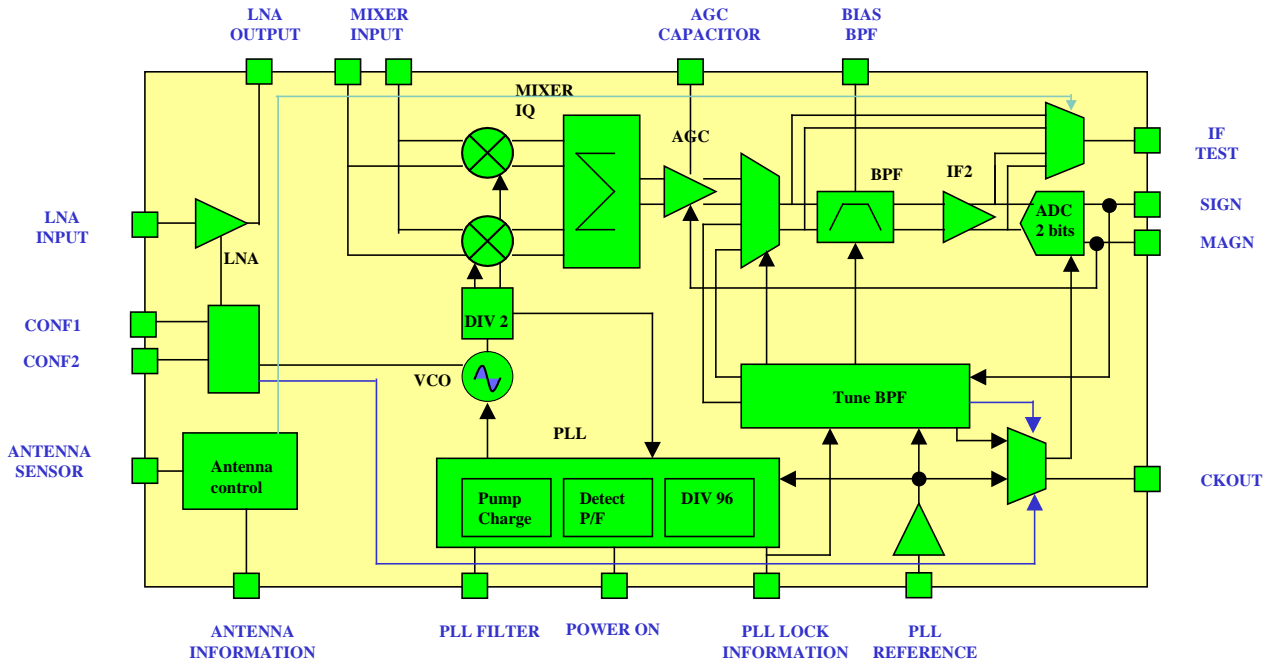 LNA
OUTPUT
MIXER
INPUT
AGC
CAPACITOR
BIAS
BPF
MIXER
IQ
AGC
BPF
IF2
IF
TEST
LNA
INPUT
LNA
ADC
2 bits
SIGN
MAGN
CONF1
CONF2
DIV 2
VCO
Tune BPF
PLL
ANTENNA
SENSOR
Antenna
control
Pump
Charge
Detect
P/F
DIV 96
CKOUT
ANTENNA
INFORMATION
PLL FILTER
POWER ON
PLL LOCK
INFORMATION
PLL
REFERENCE